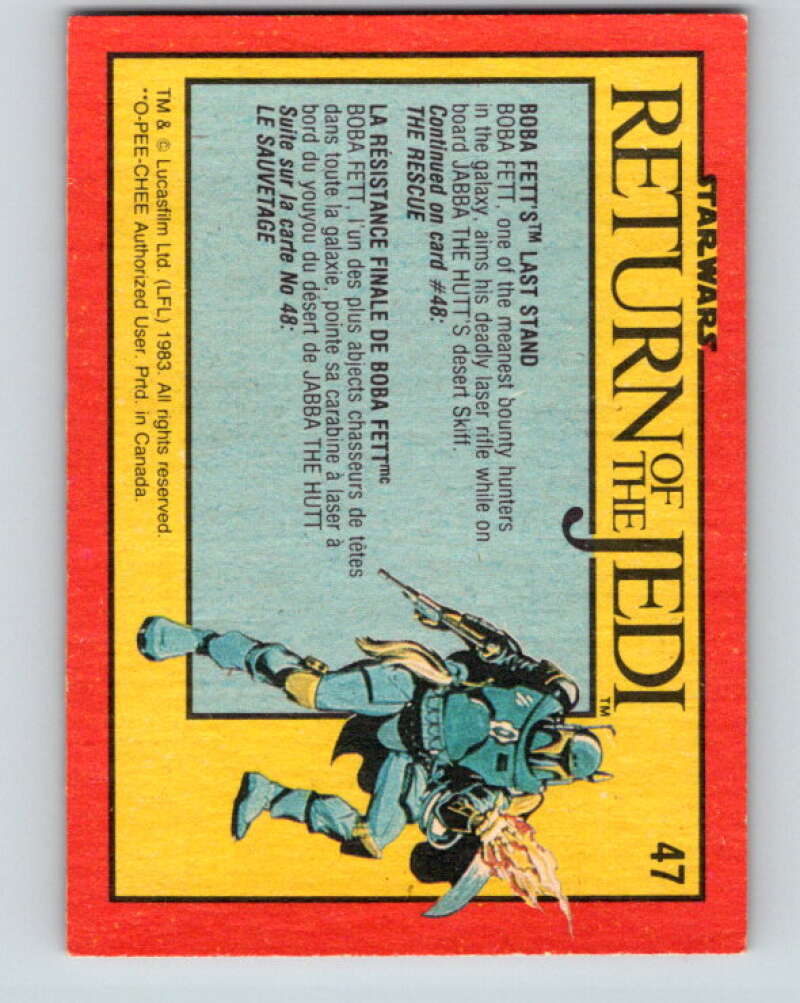 STAR WARS
RETURN OF THE JEDI™
47
BOBA FETT'S™ LAST STAND
BOBA FETT, one of the meanest bounty hunters
in the galaxy, aims his deadly laser rifle while on
board JABBA THE HUTT'S desert Skiff.
Continued on card #48:
THE RESCUE
LA RÉSISTANCE FINALE DE BOBA FETTmc
BOBA FETT, l'un des plus abjects chasseurs de têtes
dans toute la galaxie, pointe sa carabine à laser à
bord du youyou du désert de JABBA THE HUTT
Suite sur la carte No 48:
LE SAUVETAGE
TM & © Lucasfilm Ltd. (LFL) 1983. All rights reserved.
**O-PEE-CHEE Authorized User. Prtd. in Canada.